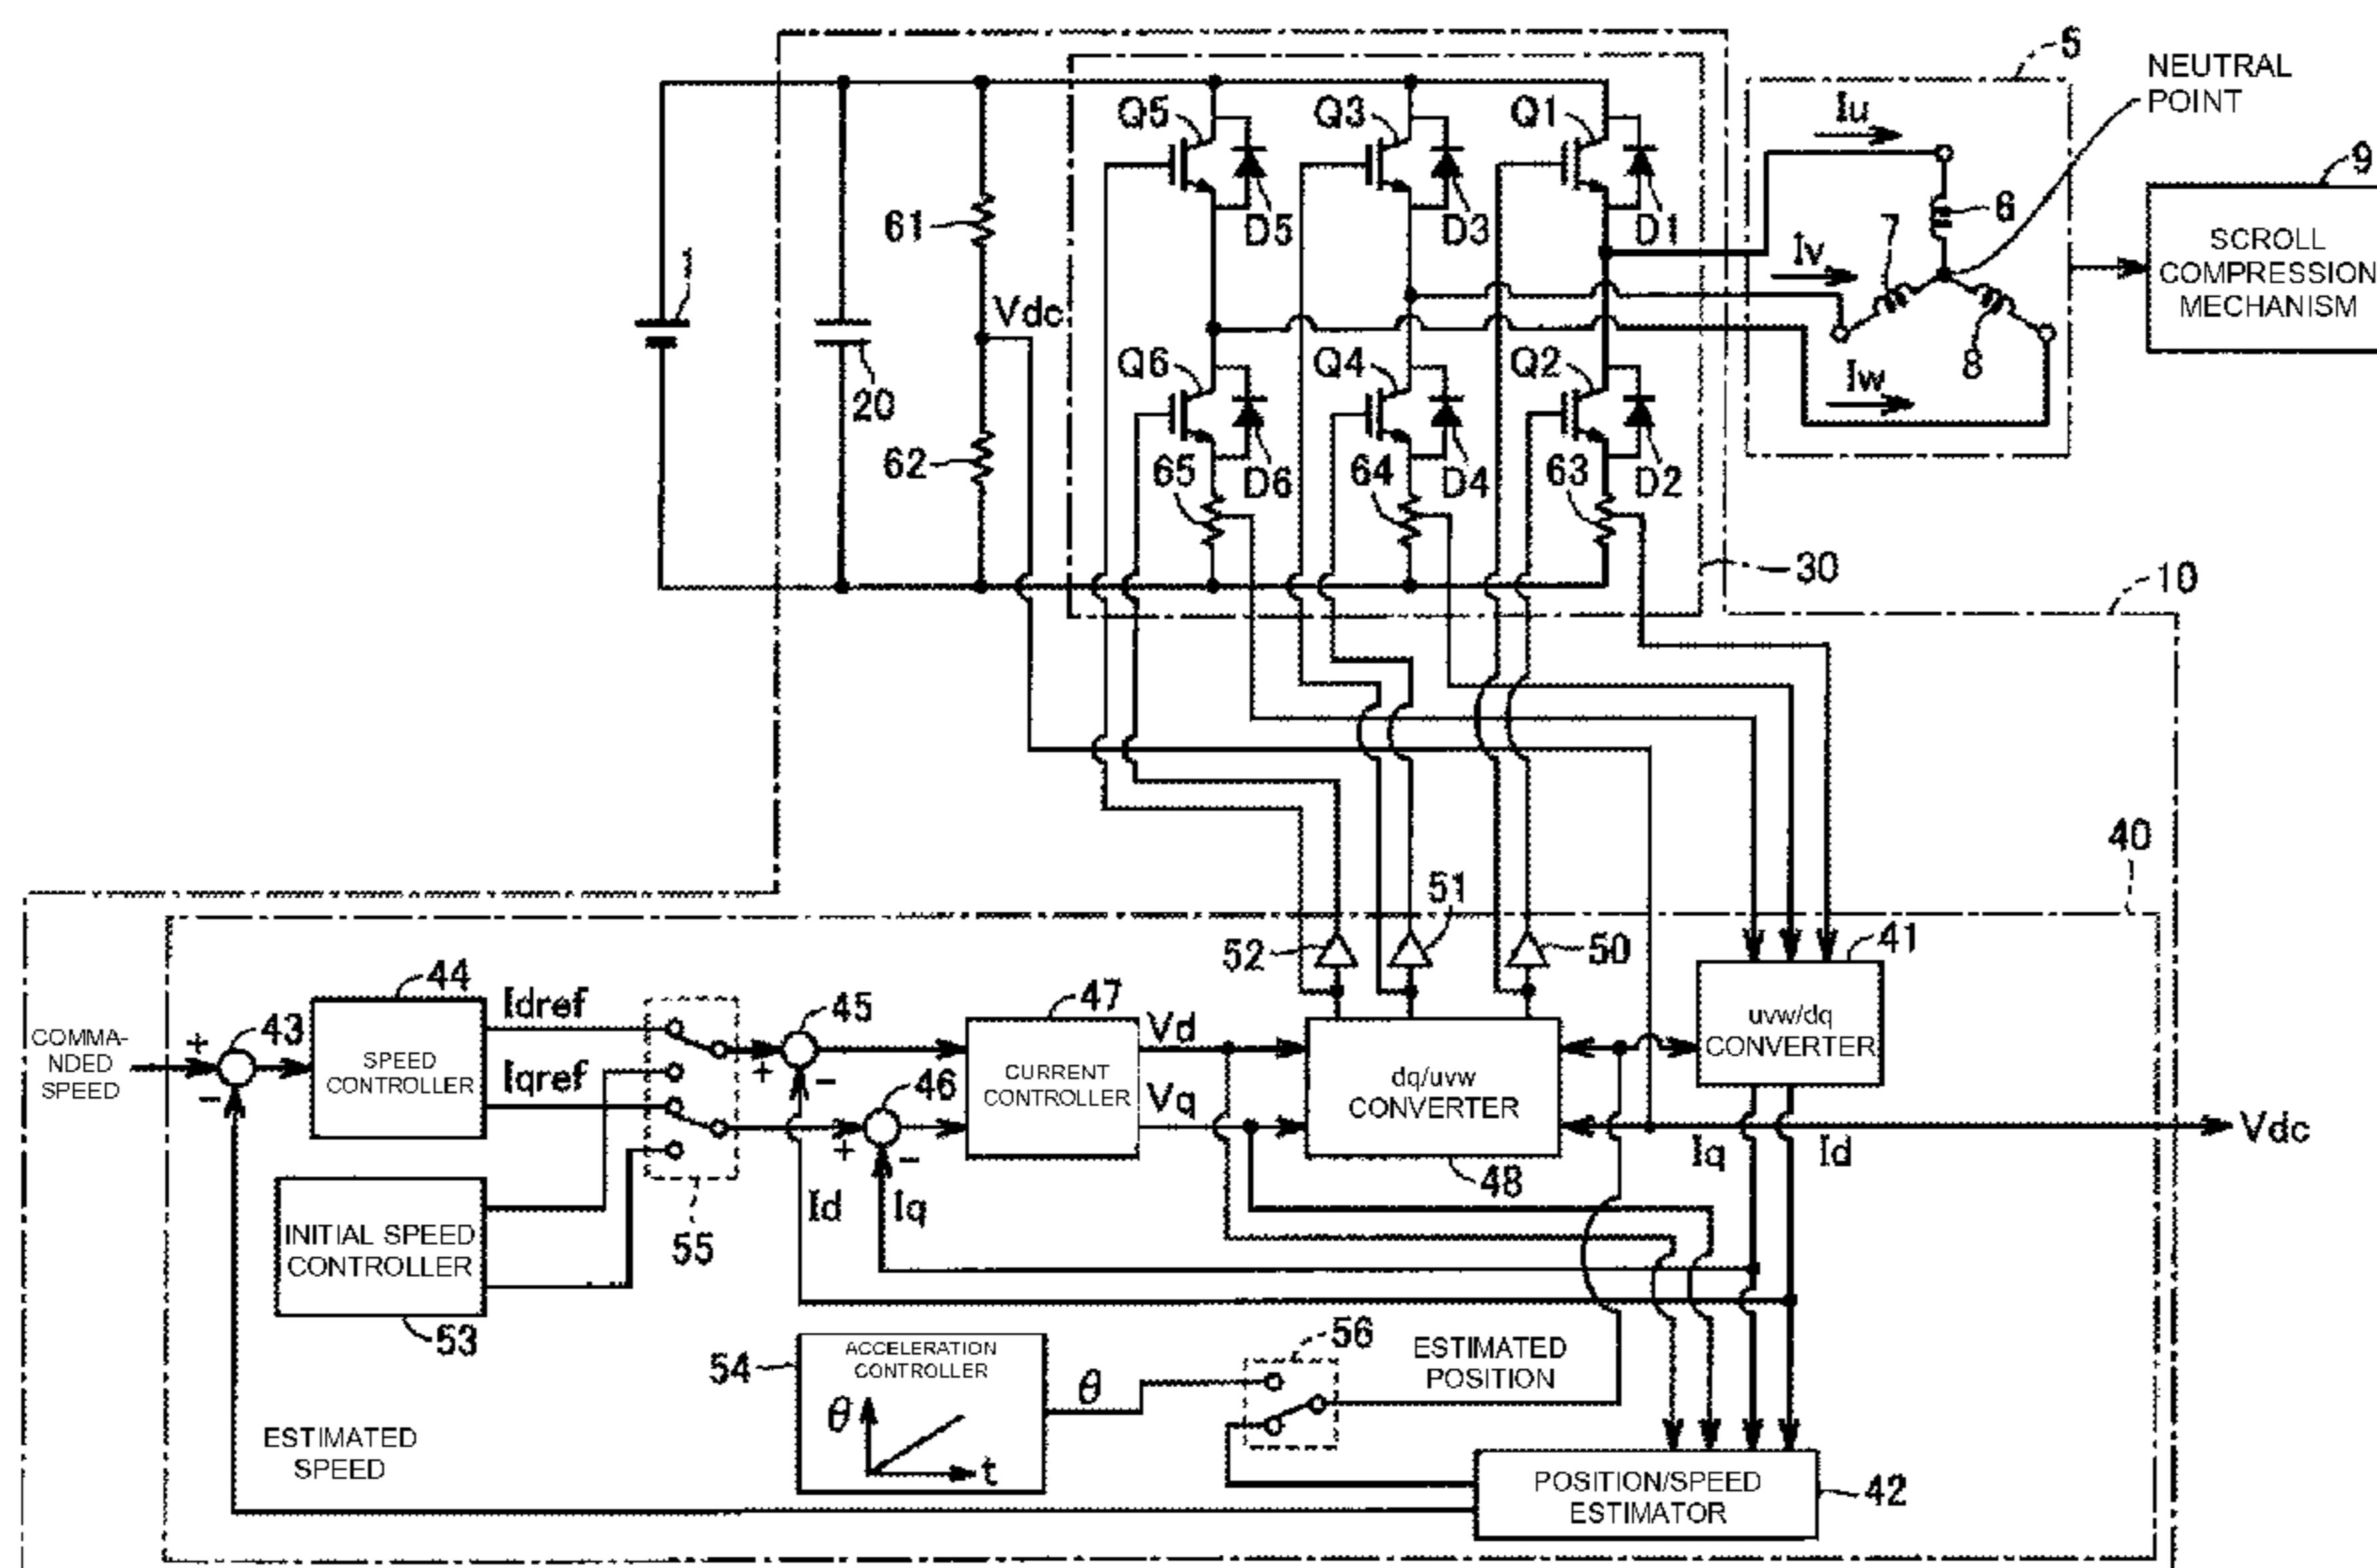 5
NEUTRAL
POINT
Q5
Q3
Q1
Iu
9
61
D5
D3
D1
7
6
SCROLL
COMPRESSION
MECHANISM
Iv
Vdc
20
Q6
Q4
Q2
8
Iw
62
65
D6
64
D4
63
D2
30
10
40
51
52
50
41
44
Idref
45
47
Vd
uvw/dq
CONVERTER
COMMA-
NDED
SPEED
+
43
-
SPEED
CONTROLLER
Iqref
+
-
46
CURRENT
CONTROLLER
Vq
dq/uvw
CONVERTER
+
-
Iq
Id
Vdc
48
INITIAL SPEED
CONTROLLER
55
Id
Iq
53
54
ACCELERATION
CONTROLLER
θ
t
θ
56
ESTIMATED
POSITION
ESTIMATED
SPEED
POSITION/SPEED
ESTIMATOR
42